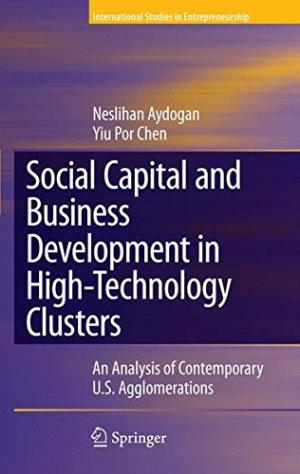 International Studies in Entrepreneurship
Neslihan Aydogan
Yiu Por Chen
Social Capital and
Business
Development in
High-Technology
Clusters
An Analysis of Contemporary
U.S. Agglomerations
Springer